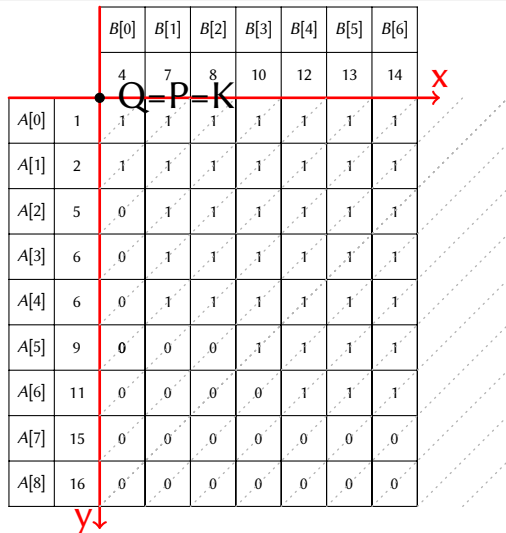 B[0] B[1] B[2] B[3] B[4] B[5] B[6]
4 7 8 10 12 13 14
x
Q=P=K
A[0] 1 1 1 1 1 1 1 1
A[1] 2 1 1 1 1 1 1 1
A[2] 5 0 1 1 1 1 1 1
A[3] 6 0 1 1 1 1 1 1
A[4] 6 0 1 1 1 1 1 1
A[5] 9 0 0 0 1 1 1 1
A[6] 11 0 0 0 0 1 1 1
A[7] 15 0 0 0 0 0 0 0
A[8] 16 0 0 0 0 0 0 0
y